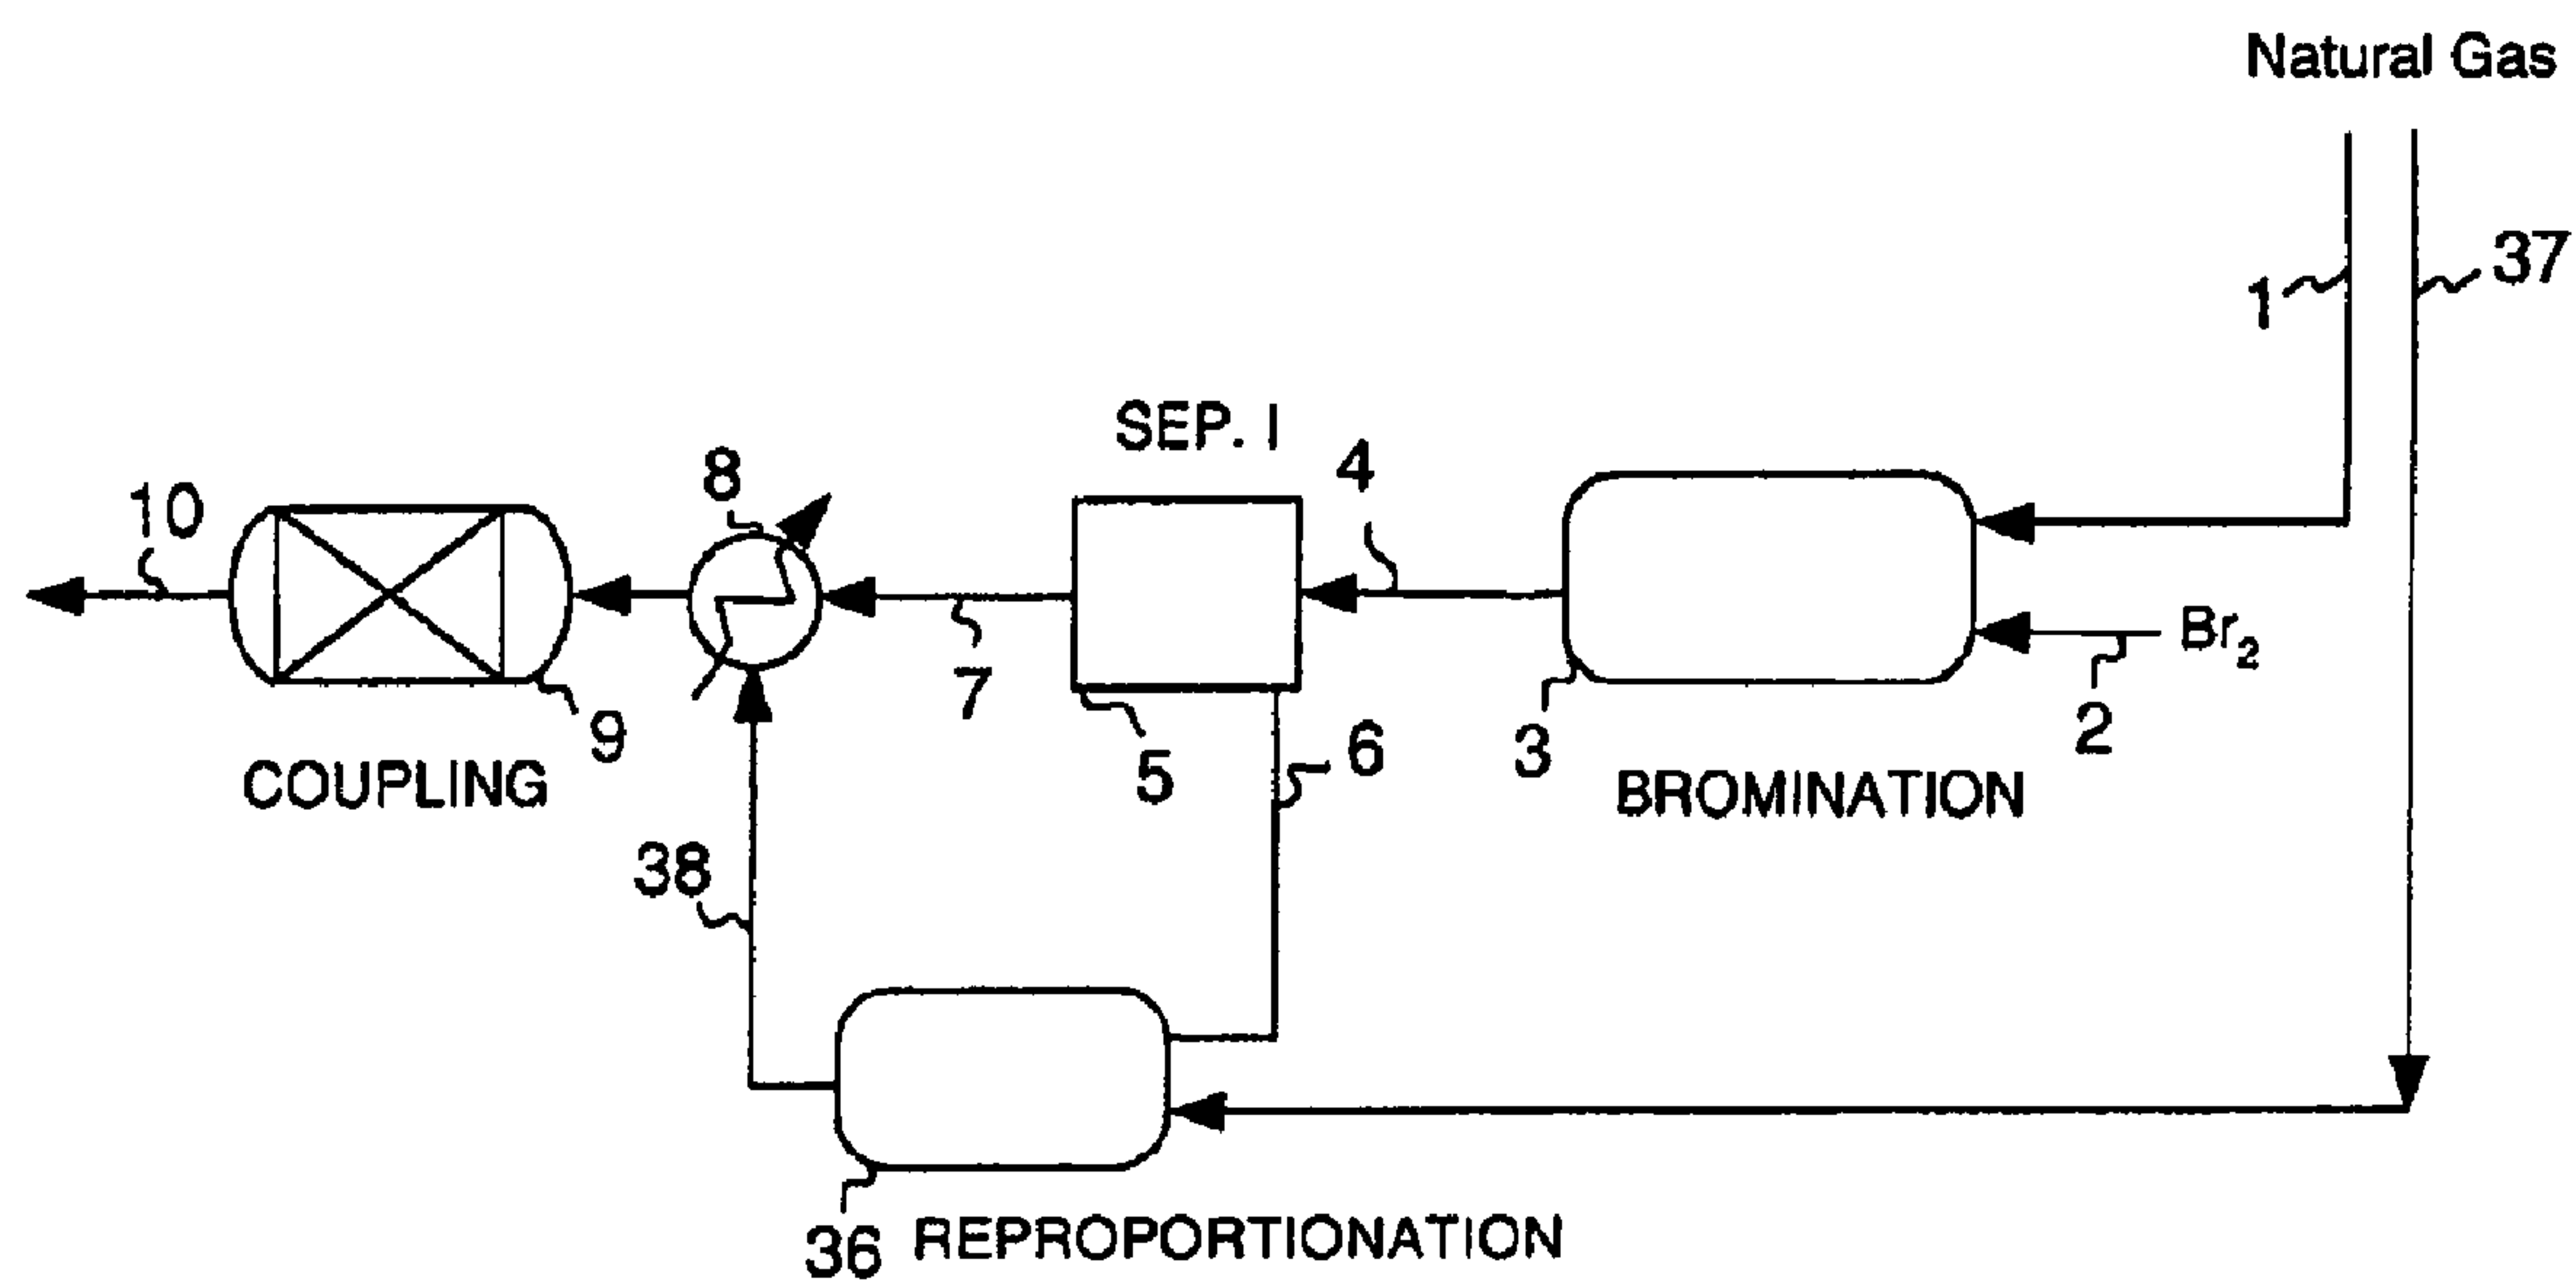 Natural Gas
37
1
SEP. I
4
8
10
Br2
7
9
5
6
3
2
COUPLING
BROMINATION
38
36
REPROPORTIONATION